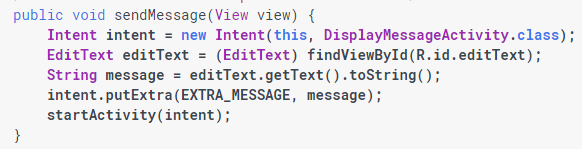 public void sendMessage(View view) {
Intent intent = new Intent(this, DisplayMessageActivity.class);
EditText editText = (EditText) findViewById(R.id.editText);
String message = editText.getText().toString();
intent.putExtra(EXTRA_MESSAGE, message);
startActivity(intent);
}